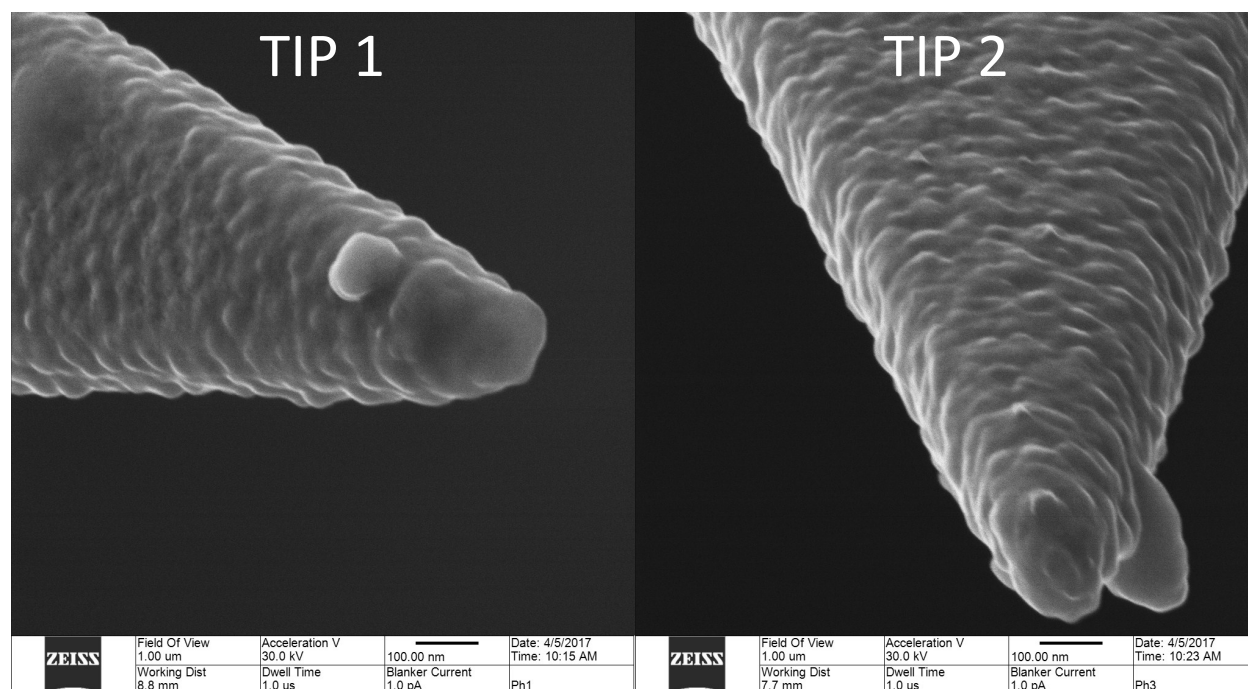 TIP 1
TIP 2
ZEISS
Field Of View
1.00 um
Acceleration V
30.0 kV
100.00 nm
Date: 4/5/2017
Time: 10:15 AM
Working Dist
8.8 mm
Dwell Time
1.0 us
Blanker Current
1.0 pA
Ph1
ZEISS
Field Of View
1.00 um
Acceleration V
30.0 kV
100.00 nm
Date: 4/5/2017
Time: 10:23 AM
Working Dist
7.7 mm
Dwell Time
1.0 us
Blanker Current
1.0 pA
Ph3